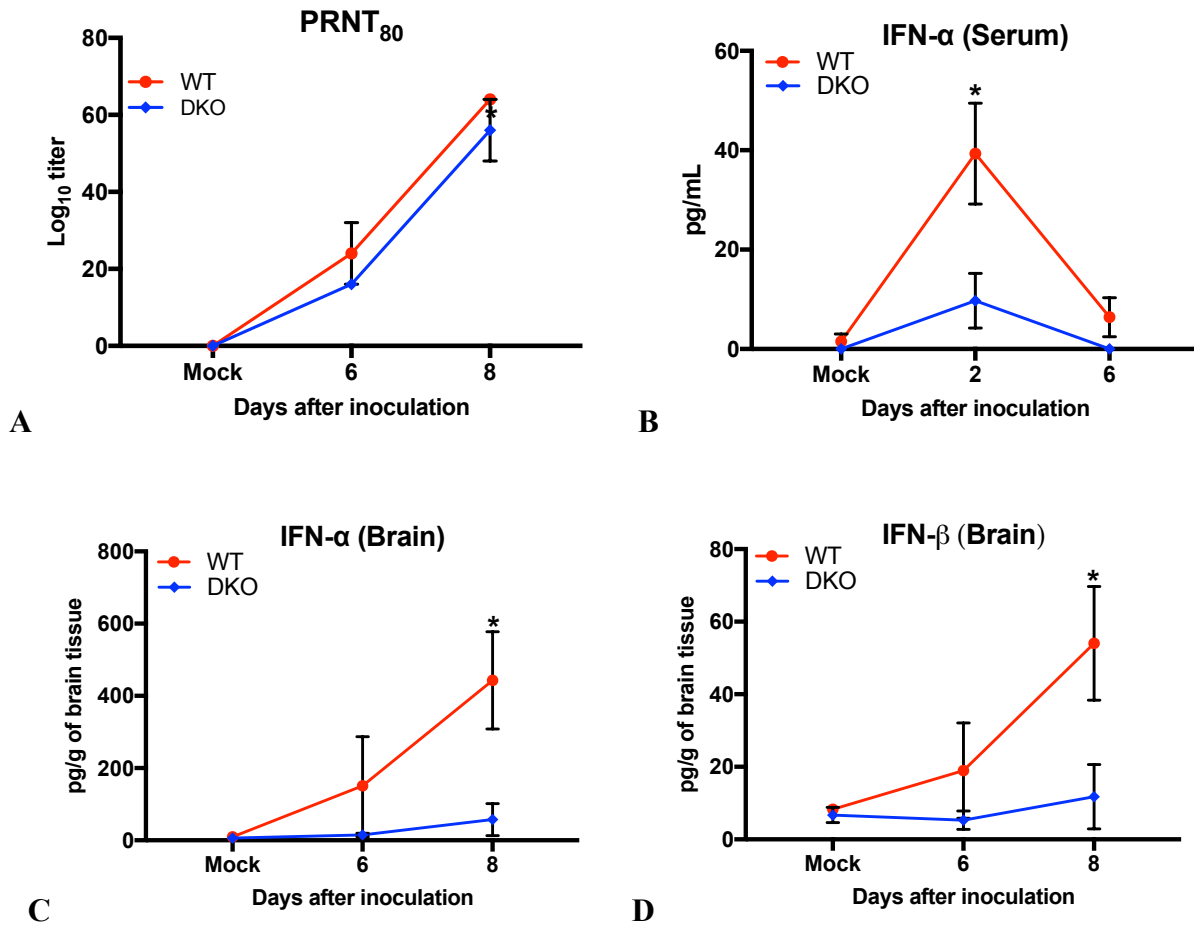 PRNT80
80
60
40
20
0
Log10 titer
WT
DKO
*
Mock
6
8
Days after inoculation
A
IFN-α (Serum)
60
40
20
0
pg/mL
WT
DKO
*
Mock
2
6
Days after inoculation
B
IFN-α (Brain)
800
600
400
200
0
pg/g of brain tissue
WT
DKO
*
Mock
6
8
Days after inoculation
C
IFN-β (Brain)
80
60
40
20
0
pg/g of brain tissue
WT
DKO
*
Mock
6
8
Days after inoculation
D